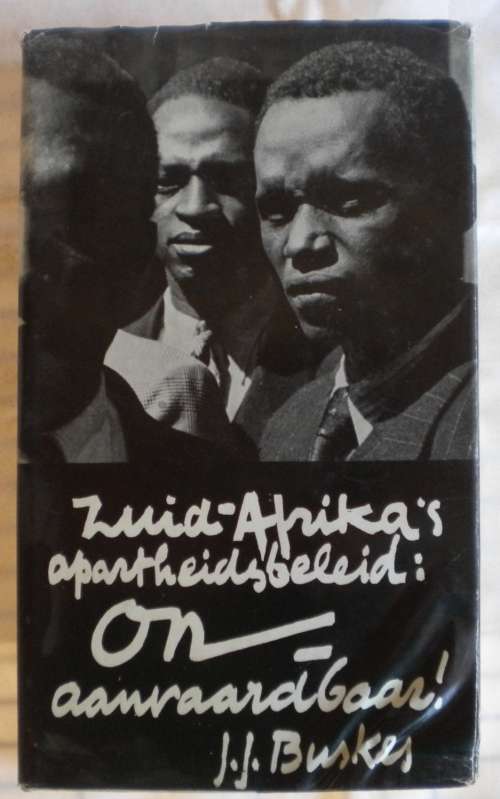 Zuid-Afrika's
apartheidsbeleid:
On-
aanvaardbaar!
J.J. Buskes